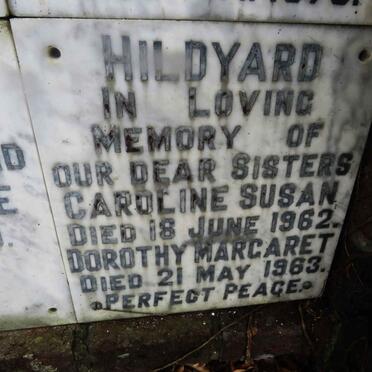 HILDYARD
IN LOVING
MEMORY OF
OUR DEAR SISTERS
CAROLINE SUSAN
DIED 18 JUNE 1962.
DOROTHY MARGARET
DIED 21 MAY 1963.
PERFECT PEACE.